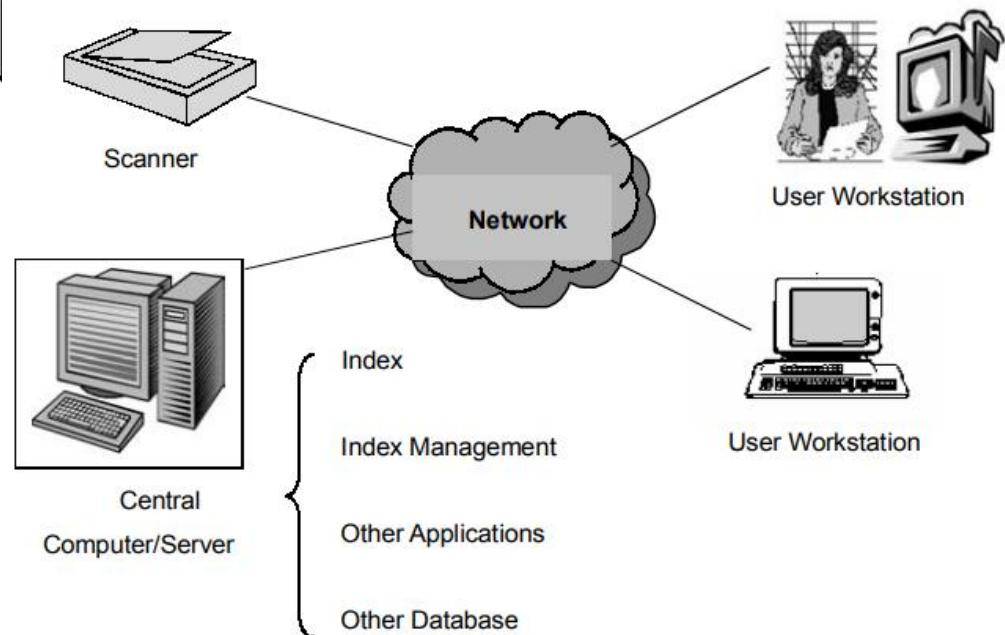 Scanner
User Workstation
Network
Index
Index Management
User Workstation
Central
Computer/Server
Other Applications
Other Database